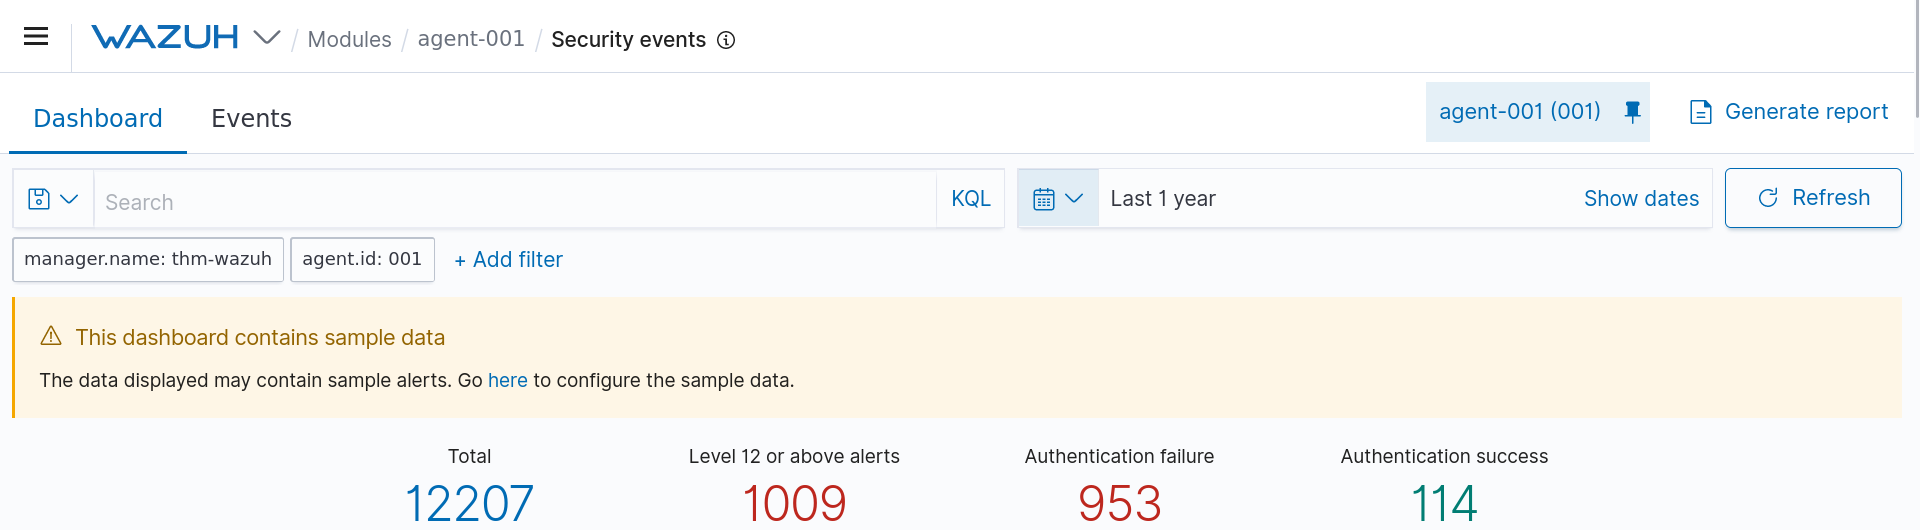 WAZUH / Modules / agent-001 / Security events
Dashboard Events agent-001 (001) Generate report
Search KQL Last 1 year Show dates Refresh
manager.name: thm-wazuh agent.id: 001 + Add filter
This dashboard contains sample data
The data displayed may contain sample alerts. Go here to configure the sample data.
Total Level 12 or above alerts Authentication failure Authentication success
12207 1009 953 114